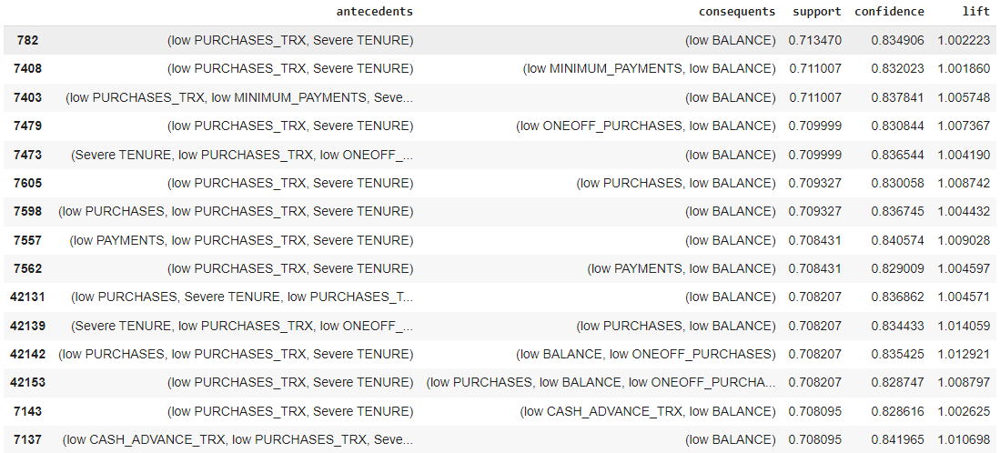 antecedents consequents support confidence lift
782 (low PURCHASES_TRX, Severe TENURE) (low BALANCE) 0.713470 0.834906 1.002223
7408 (low PURCHASES_TRX, Severe TENURE) (low MINIMUM_PAYMENTS, low BALANCE) 0.711007 0.832023 1.001860
7403 (low PURCHASES_TRX, low MINIMUM_PAYMENTS, Seve... (low BALANCE) 0.711007 0.837841 1.005748
7479 (low PURCHASES_TRX, Severe TENURE) (low ONEOFF_PURCHASES, low BALANCE) 0.709999 0.830844 1.007367
7473 (Severe TENURE, low PURCHASES_TRX, low ONEOFF_... (low BALANCE) 0.709999 0.836544 1.004190
7605 (low PURCHASES_TRX, Severe TENURE) (low PURCHASES, low BALANCE) 0.709327 0.830058 1.008742
7598 (low PURCHASES, low PURCHASES_TRX, Severe TENURE) (low BALANCE) 0.709327 0.836745 1.004432
7557 (low PAYMENTS, low PURCHASES_TRX, Severe TENURE) (low BALANCE) 0.708431 0.840574 1.009028
7562 (low PURCHASES_TRX, Severe TENURE) (low PAYMENTS, low BALANCE) 0.708431 0.829009 1.004597
42131 (low PURCHASES, Severe TENURE, low PURCHASES_T... (low BALANCE) 0.708207 0.836862 1.004571
42139 (Severe TENURE, low PURCHASES_TRX, low ONEOFF_... (low PURCHASES, low BALANCE) 0.708207 0.834433 1.014059
42142 (low PURCHASES, low PURCHASES_TRX, Severe TENURE) (low BALANCE, low ONEOFF_PURCHASES) 0.708207 0.835425 1.012921
42153 (low PURCHASES_TRX, Severe TENURE) (low PURCHASES, low BALANCE, low ONEOFF_PURCHA... 0.708207 0.828747 1.008797
7143 (low PURCHASES_TRX, Severe TENURE) (low CASH_ADVANCE_TRX, low BALANCE) 0.708095 0.828616 1.002625
7137 (low CASH_ADVANCE_TRX, low PURCHASES_TRX, Seve... (low BALANCE) 0.708095 0.841965 1.010698